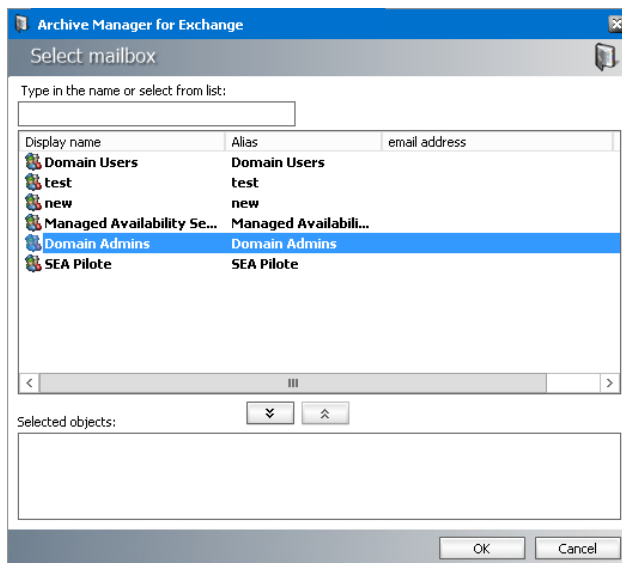 Archive Manager for Exchange
Select mailbox
Type in the name or select from list:
Display name Alias email address
Domain Users Domain Users
test test
new new
Managed Availability Se... Managed Availabili...
Domain Admins Domain Admins
SEA Pilote SEA Pilote
Selected objects:
OK Cancel